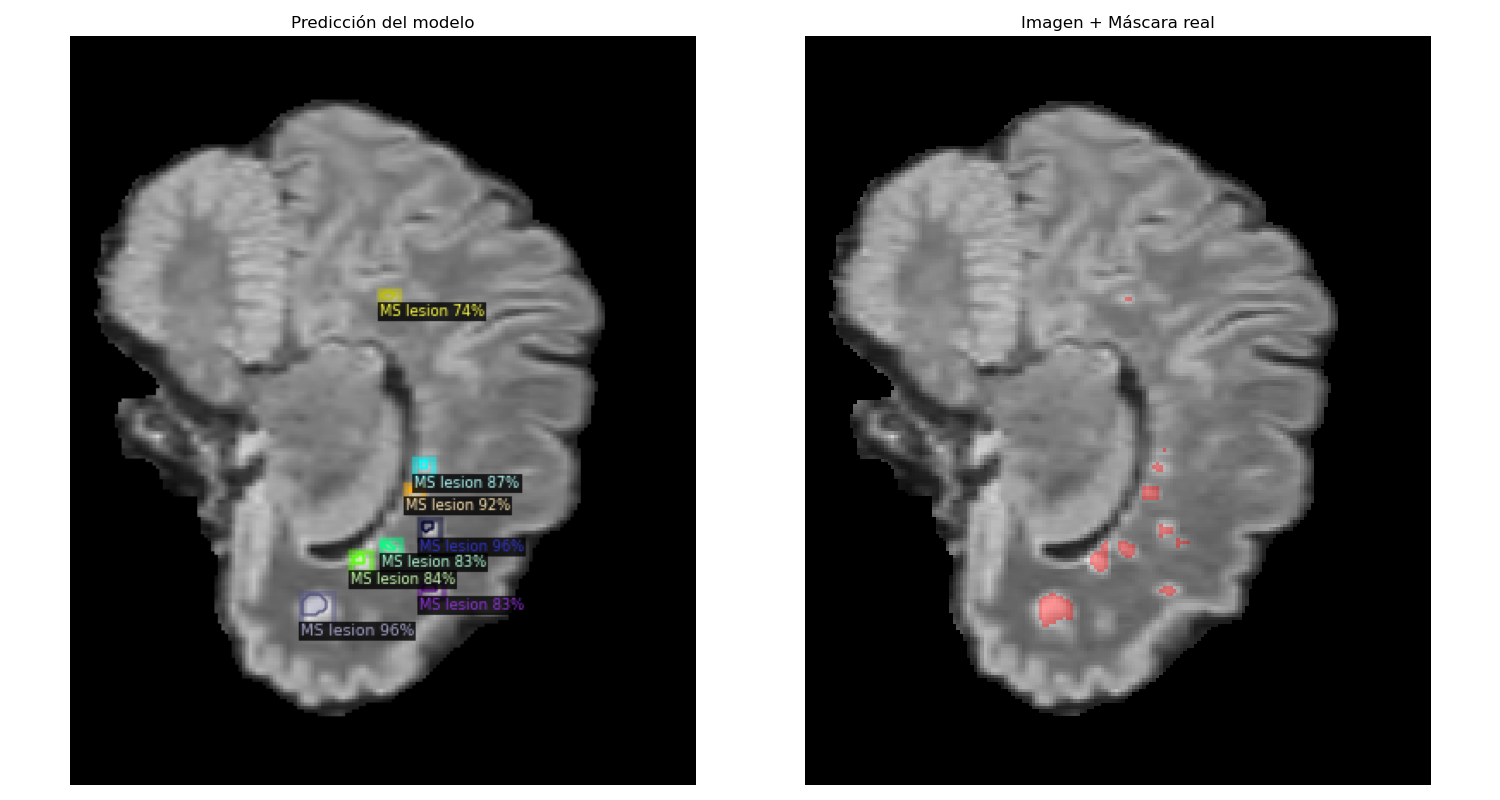 Predicción del modelo
Imagen + Máscara real
MS lesion 74%
MS lesion 87%
MS lesion 92%
MS lesion 96%
MS lesion 83%
MS lesion 84%
MS lesion 83%
MS lesion 96%